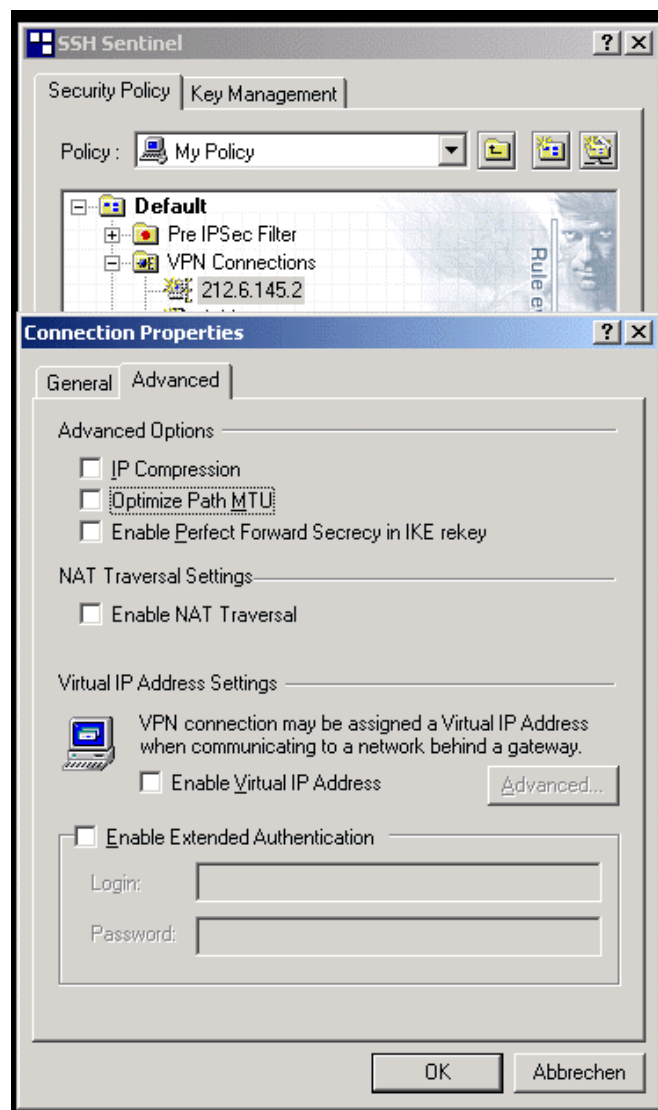 SSH Sentinel
Security Policy
Key Management
Policy :
My Policy
Default
Pre IPSec Filter
VPN Connections
212.6.145.2
Connection Properties
General
Advanced
Advanced Options
IP Compression
Optimize Path MTU
Enable Perfect Forward Secrecy in IKE rekey
NAT Traversal Settings
Enable NAT Traversal
Virtual IP Address Settings
VPN connection may be assigned a Virtual IP Address
when communicating to a network behind a gateway.
Enable Virtual IP Address
Advanced...
Enable Extended Authentication
Login:
Password:
OK
Abbrechen